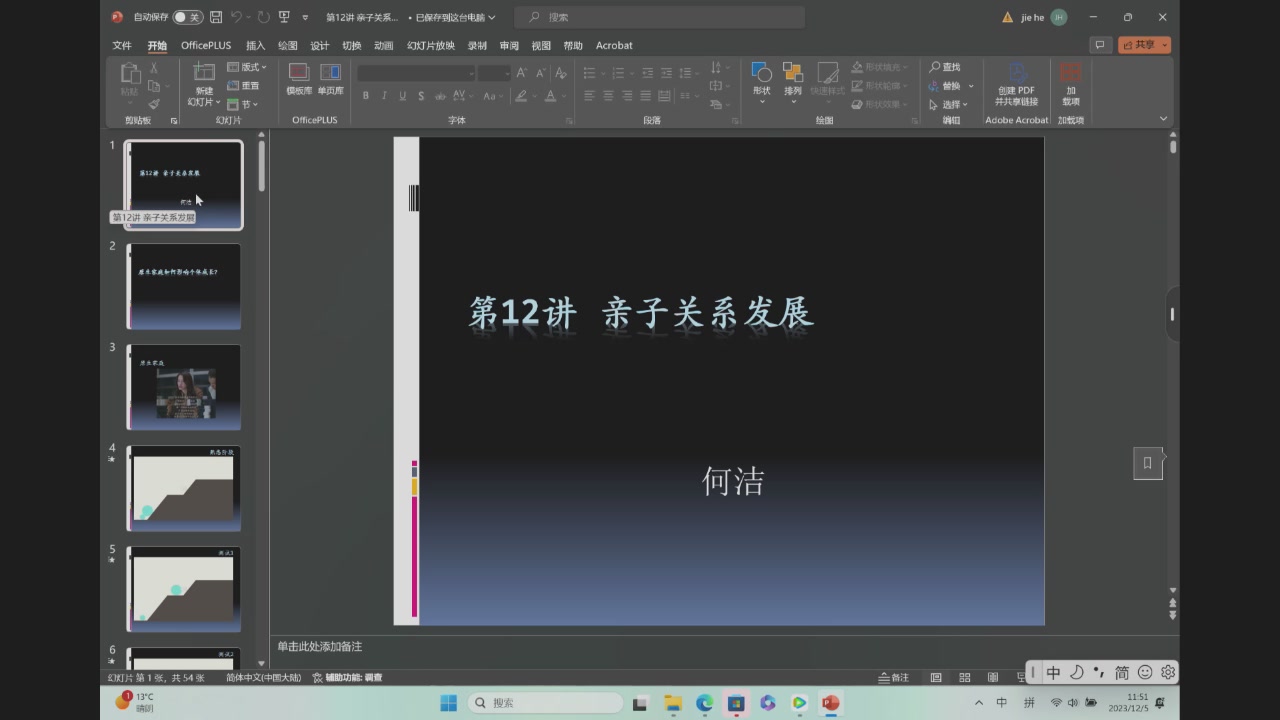 自动保存 关 第12讲 亲子关系... • 已保存到这台电脑 搜索 jie he JH
文件 开始 OfficePLUS 插入 绘图 设计 切换 动画 幻灯片放映 录制 审阅 视图 帮助 Acrobat 共享
粘贴 新建 幻灯片 版式 重置 节 模板库 单页库 形状 排列 快速样式 形状填充 形状轮廓 形状效果 查找 替换 选择 创建 PDF 并共享链接 加载项
剪贴板 幻灯片 OfficePLUS 字体 段落 绘图 编辑 Adobe Acrobat 加载项
1
第12讲 亲子关系发展
何洁
第12讲 亲子关系发展
2
原生家庭如何影响个体成长?
3
原生家庭
4
5
6
第12讲 亲子关系发展
何洁
单击此处添加备注
幻灯片 第 1 张，共 54 张 简体中文(中国大陆) 辅助功能: 调查 备注
中 简
1
13°C
晴朗
搜索
中 拼
11:51
2023/12/5